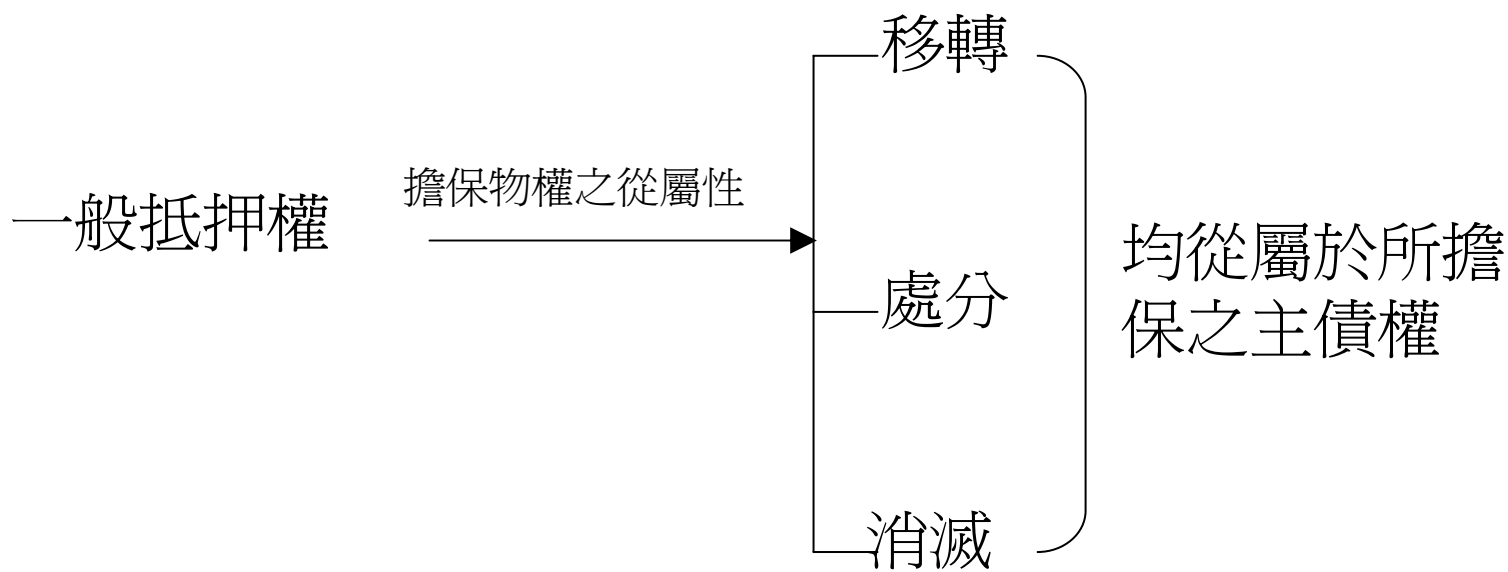 一般抵押權
擔保物權之從屬性
移轉
處分
消滅
均從屬於所擔
保之主債權